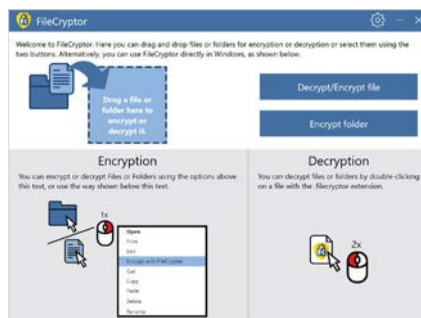 FileCryptor
Welcome to FileCryptor. Here you can drag and drop files or folders for encryption or decryption or select them using the
two buttons. Alternatively, you can use FileCryptor directly in Windows, as shown below.
Drag a file or
folder here to
encrypt or
decrypt it.
Decrypt/Encrypt file
Encrypt folder
Encryption
You can encrypt or decrypt Files or Folders using the options above
this text, or use the way shown below this text.
1x
Open
Print
Edit
Encrypt with FileCryptor
Cut
Copy
Paste
Delete
Rename
Decryption
You can decrypt files or folders by double-clicking
on a file with the .filecryptor extension.
2x